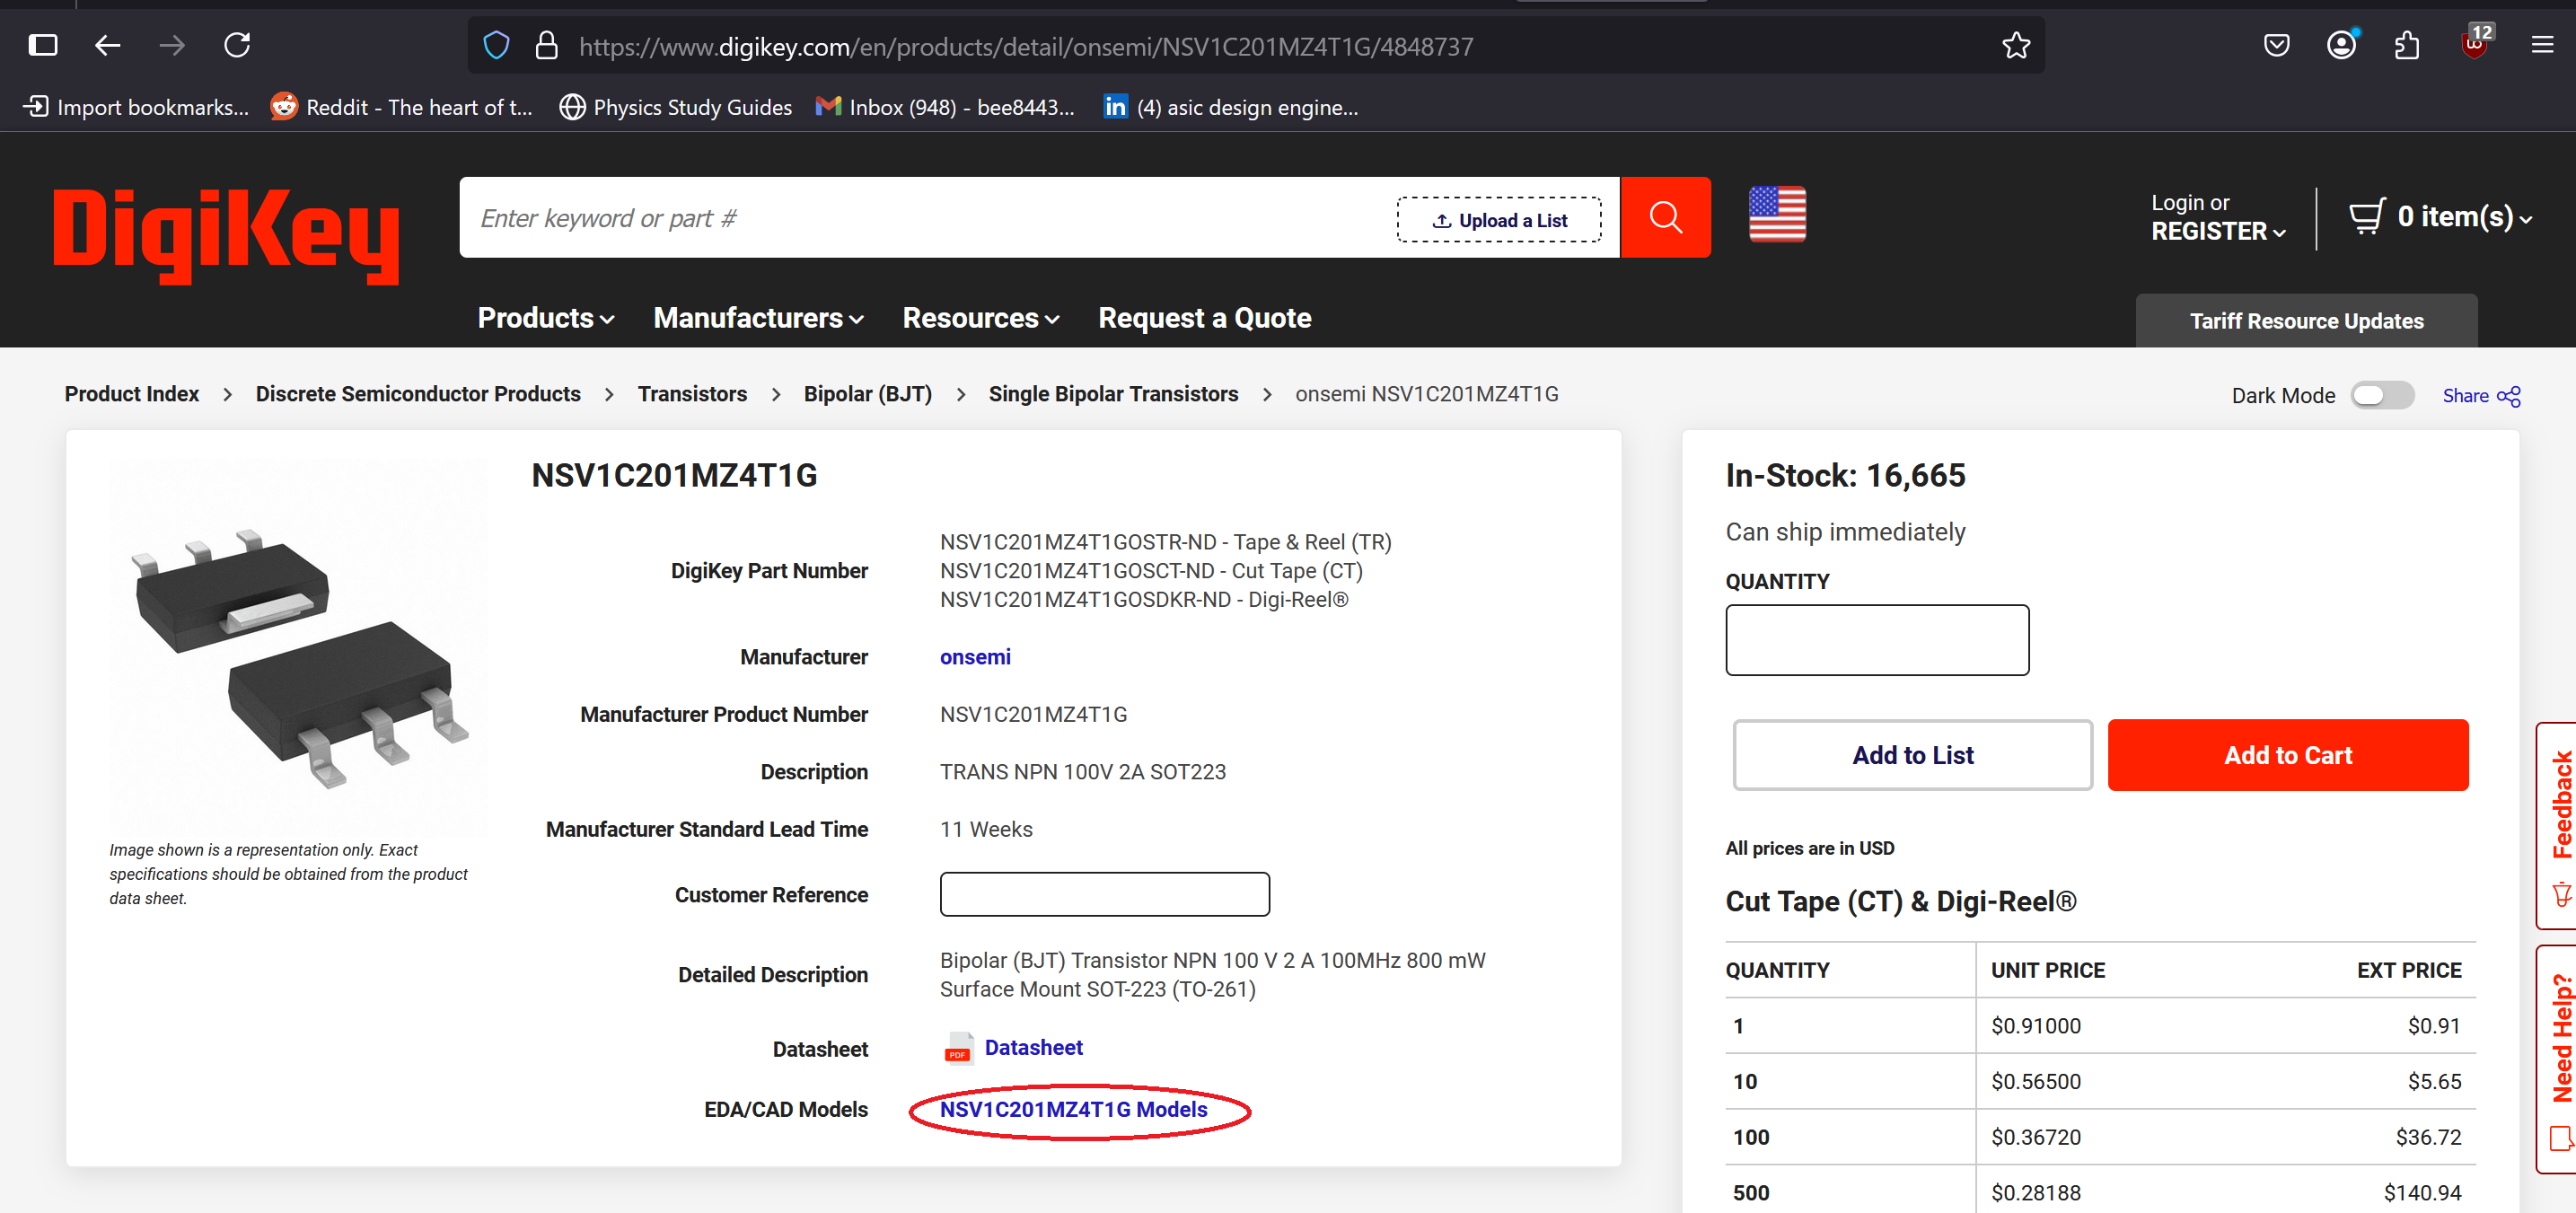 https://www.digikey.com/en/products/detail/onsemi/NSV1C201MZ4T1G/4848737
12
Import bookmarks...
Reddit - The heart of t...
Physics Study Guides
Inbox (948) - bee8443...
(4) asic design engine...
DigiKey
Enter keyword or part #
Upload a List
Login or
REGISTER
0 item(s)
Products
Manufacturers
Resources
Request a Quote
Tariff Resource Updates
Product Index > Discrete Semiconductor Products > Transistors > Bipolar (BJT) > Single Bipolar Transistors > onsemi NSV1C201MZ4T1G
Dark Mode
Share
NSV1C201MZ4T1G
DigiKey Part Number
NSV1C201MZ4T1GOSTR-ND - Tape & Reel (TR)
NSV1C201MZ4T1GOSCT-ND - Cut Tape (CT)
NSV1C201MZ4T1GOSDKR-ND - Digi-Reel®
Manufacturer
onsemi
Manufacturer Product Number
NSV1C201MZ4T1G
Description
TRANS NPN 100V 2A SOT223
Manufacturer Standard Lead Time
11 Weeks
Customer Reference
Detailed Description
Bipolar (BJT) Transistor NPN 100 V 2 A 100MHz 800 mW
Surface Mount SOT-223 (TO-261)
Datasheet
PDF
Datasheet
EDA/CAD Models
NSV1C201MZ4T1G Models
Image shown is a representation only. Exact
specifications should be obtained from the product
data sheet.
In-Stock: 16,665
Can ship immediately
QUANTITY
Add to List
Add to Cart
All prices are in USD
Cut Tape (CT) & Digi-Reel®
QUANTITY UNIT PRICE EXT PRICE
1 $0.91000 $0.91
10 $0.56500 $5.65
100 $0.36720 $36.72
500 $0.28188 $140.94
Feedback
Need Help?